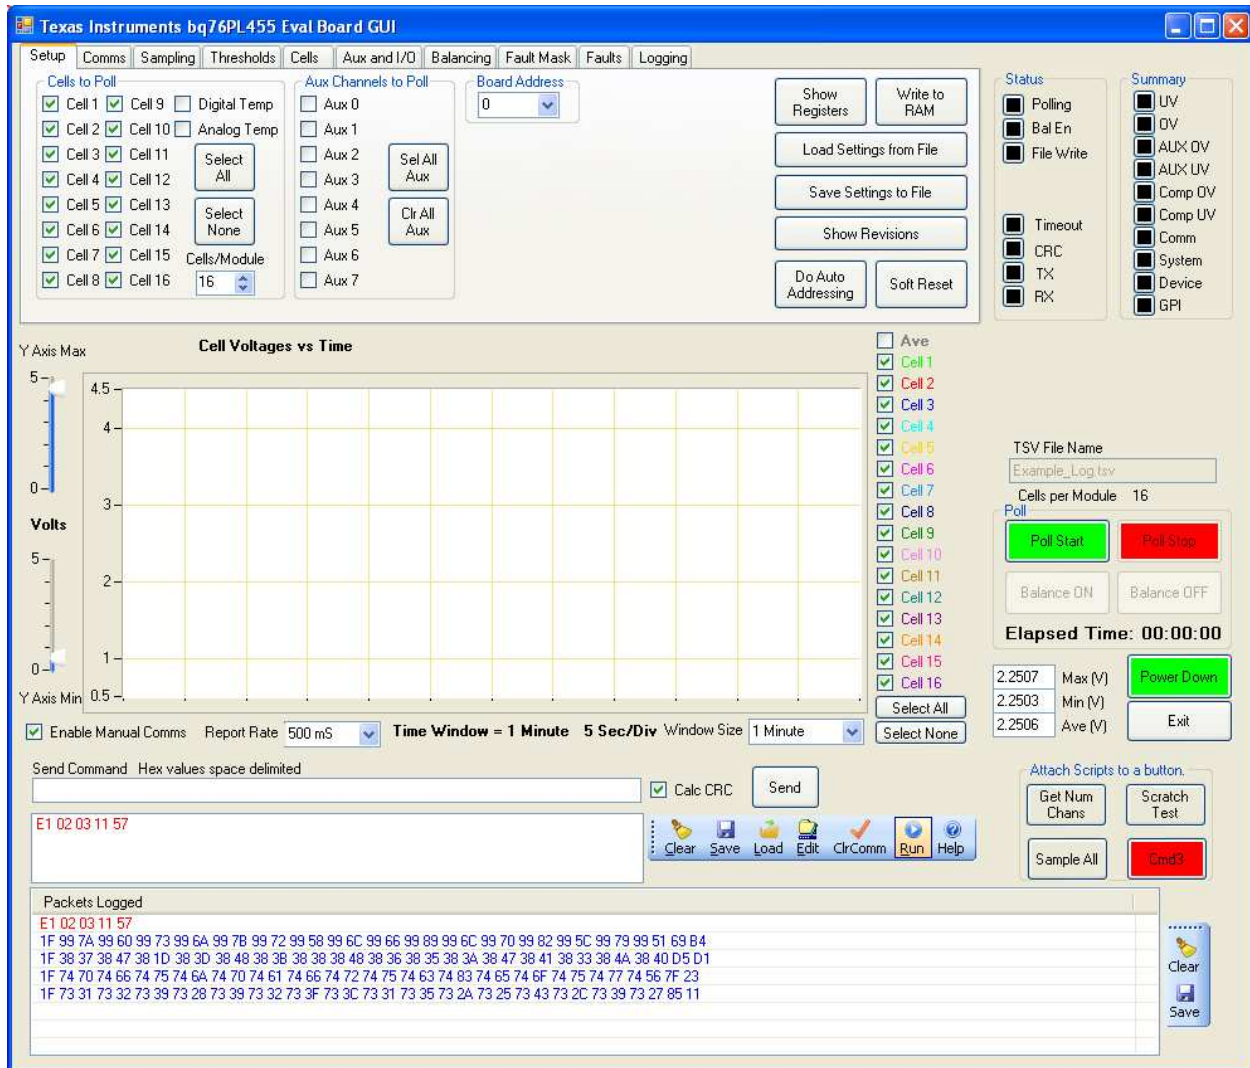 Texas Instruments bq76PL455 Eval Board GUI
Setup Comms Sampling Thresholds Cells Aux and I/O Balancing Fault Mask Faults Logging
Cells to Poll
Cell 1 Cell 9 Digital Temp
Cell 2 Cell 10 Analog Temp
Cell 3 Cell 11
Cell 4 Cell 12
Cell 5 Cell 13
Cell 6 Cell 14
Cell 7 Cell 15 Cells/Module
Cell 8 Cell 16 16
Select All
Select None
Aux Channels to Poll
Aux 0
Aux 1
Aux 2
Aux 3
Aux 4
Aux 5
Aux 6
Aux 7
Sel All Aux
Clr All Aux
Board Address
0
Show Registers
Write to RAM
Load Settings from File
Save Settings to File
Show Revisions
Do Auto Addressing
Soft Reset
Status
Polling
Bal En
File Write
Timeout
CRC
TX
RX
Summary
UV
OV
AUX OV
AUX UV
Comp OV
Comp UV
Comm
System
Device
GPI
Y Axis Max
Cell Voltages vs Time
5
0
Volts
5
0
Y Axis Min
4.5
4
3
2
1
0.5
Ave
Cell 1
Cell 2
Cell 3
Cell 4
Cell 5
Cell 6
Cell 7
Cell 8
Cell 9
Cell 10
Cell 11
Cell 12
Cell 13
Cell 14
Cell 15
Cell 16
Select All
Select None
TSV File Name
Example_Log.tsv
Cells per Module 16
Poll
Poll Start Poll Stop
Balance ON Balance OFF
Elapsed Time: 00:00:00
2.2507 Max (V)
2.2503 Min (V)
2.2506 Ave (V)
Power Down
Exit
Enable Manual Comms Report Rate 500 mS Time Window = 1 Minute 5 Sec/Div Window Size 1 Minute
Send Command Hex values space delimited
Calc CRC Send
E1 02 03 11 57
Clear Save Load Edit ClrComm Run Help
Attach Scripts to a button.
Get Num Chans
Scratch Test
Sample All
Cmd3
Packets Logged
E1 02 03 11 57
1F 99 7A 99 60 99 73 99 6A 99 7B 99 72 99 58 99 6C 99 66 99 89 99 6C 99 70 99 82 99 5C 99 79 99 51 69 B4
1F 38 37 38 47 38 1D 38 3D 38 48 38 3B 38 38 38 48 38 36 38 35 38 3A 38 47 38 41 38 33 38 4A 38 40 D5 D1
1F 74 70 74 66 74 75 74 6A 74 70 74 61 74 66 74 72 74 75 74 63 74 83 74 65 74 6F 74 75 74 77 74 56 7F 23
1F 73 31 73 32 73 39 73 28 73 39 73 32 73 3F 73 3C 73 31 73 35 73 2A 73 25 73 43 73 2C 73 39 73 27 85 11
Clear
Save